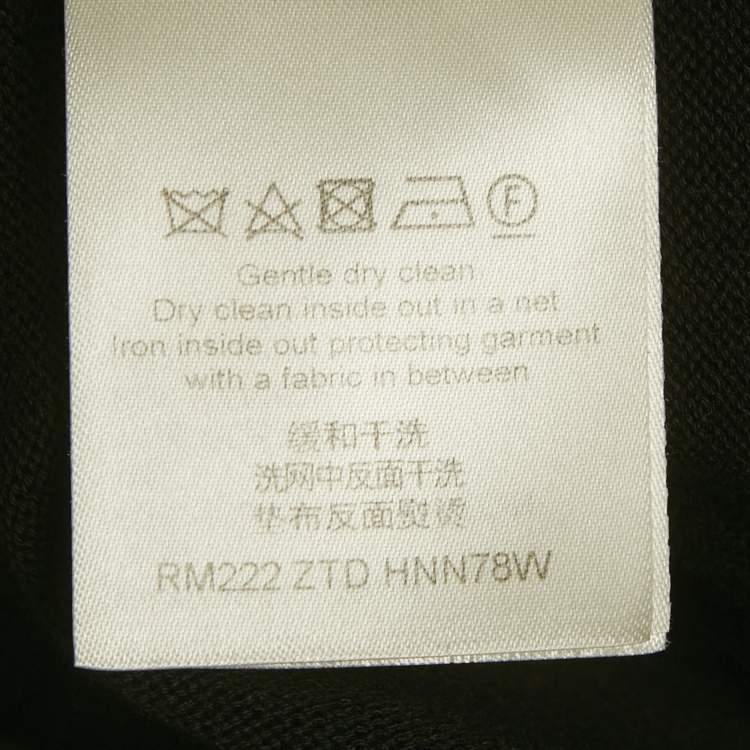 F
Gentle dry clean
Dry clean inside out in a net
Iron inside out protecting garment
with a fabric in between
缓和干洗
洗网中反面干洗
垫布反面熨烫
RM222 ZTD HNN78W